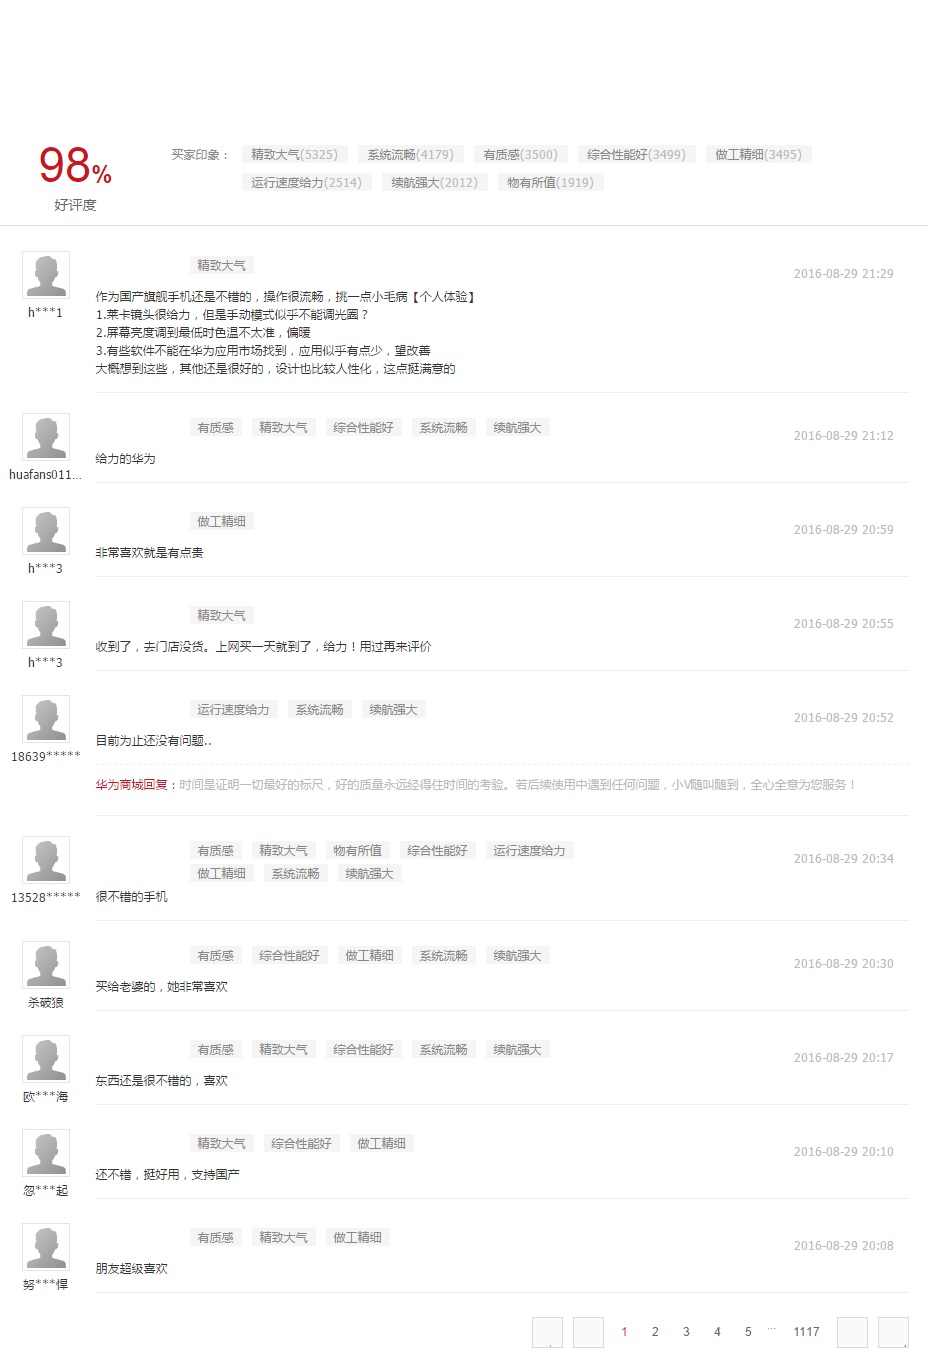 98%
好评度
买家印象： 精致大气(5325) 系统流畅(4179) 有质感(3500) 综合性能好(3499) 做工精细(3495)
运行速度给力(2514) 续航强大(2012) 物有所值(1919)
精致大气
2016-08-29 21:29
h***1
作为国产旗舰手机还是不错的，操作很流畅，挑一点小毛病【个人体验】
1.莱卡镜头很给力，但是手动模式似乎不能调光圈？
2.屏幕亮度调到最低时色温不太准，偏暖
3.有些软件不能在华为应用市场找到，应用似乎有点少，望改善
大概想到这些，其他还是很好的，设计也比较人性化，这点挺满意的
有质感 精致大气 综合性能好 系统流畅 续航强大
2016-08-29 21:12
给力的华为
huafans011...
做工精细
2016-08-29 20:59
非常喜欢就是有点贵
h***3
精致大气
2016-08-29 20:55
收到了，去门店没货。上网买一天就到了，给力！用过再来评价
h***3
运行速度给力 系统流畅 续航强大
2016-08-29 20:52
目前为止还没有问题..
18639*****
华为商城回复：时间是证明一切最好的标尺，好的质量永远经得住时间的考验。若后续使用中遇到任何问题，小V随叫随到，全心全意为您服务！
有质感 精致大气 物有所值 综合性能好 运行速度给力
2016-08-29 20:34
做工精细 系统流畅 续航强大
很不错的手机
13528*****
有质感 综合性能好 做工精细 系统流畅 续航强大
2016-08-29 20:30
买给老婆的，她非常喜欢
杀破狼
有质感 精致大气 综合性能好 系统流畅 续航强大
2016-08-29 20:17
东西还是很不错的，喜欢
欧***海
精致大气 综合性能好 做工精细
2016-08-29 20:10
还不错，挺好用，支持国产
忽***起
有质感 精致大气 做工精细
2016-08-29 20:08
朋友超级喜欢
努***悍
1 2 3 4 5 ... 1117